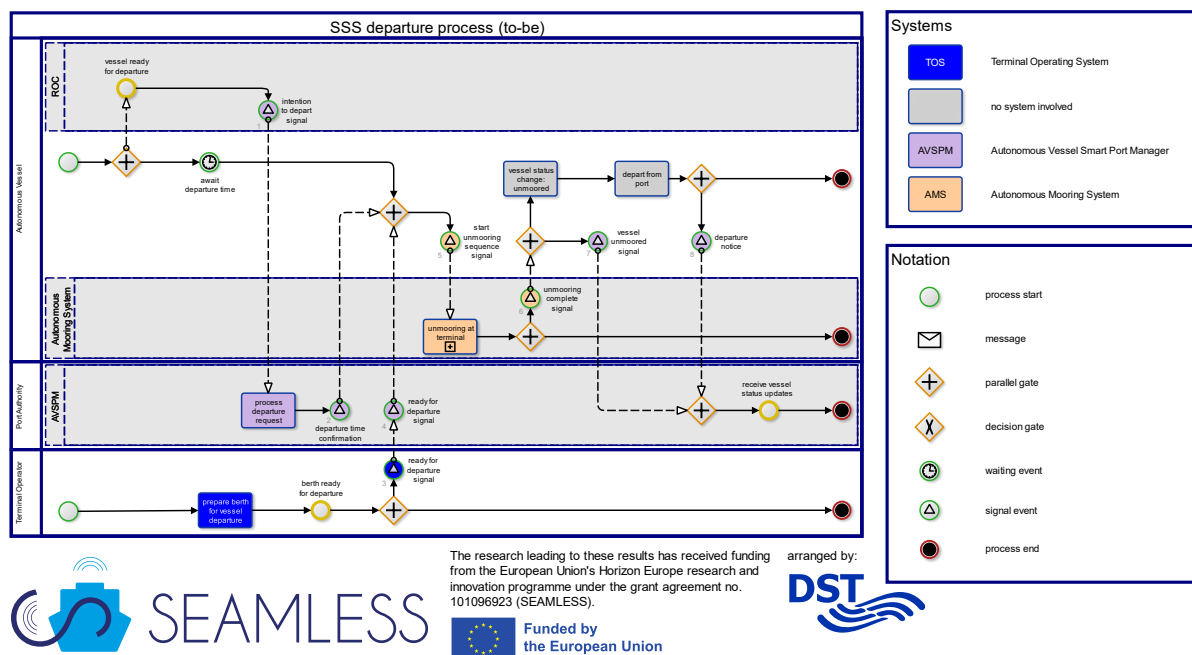 SSS departure process (to-be)
ROC
vessel ready
for departure
intention
to depart
signal
1
Autonomous Vessel
await
departure time
vessel status
change:
unmoored
depart from
port
start
unmooring
sequence
signal
5
vessel
unmoored
signal
7
departure
notice
8
Autonomous
Mooring System
unmooring
complete
signal
6
unmooring at
terminal
Port Authority
AVSPM
process
departure
request
2
departure time
confirmation
ready for
departure
signal
4
receive vessel
status updates
Terminal Operator
ready for
departure
signal
3
prepare berth
for vessel
departure
berth ready
for departure
Systems
TOS
Terminal Operating System
no system involved
AVSPM
Autonomous Vessel Smart Port Manager
AMS
Autonomous Mooring System
Notation
process start
message
parallel gate
decision gate
waiting event
signal event
process end
SEAMLESS
The research leading to these results has received funding
from the European Union's Horizon Europe research and
innovation programme under the grant agreement no.
101096923 (SEAMLESS).
Funded by
the European Union
arranged by:
DST